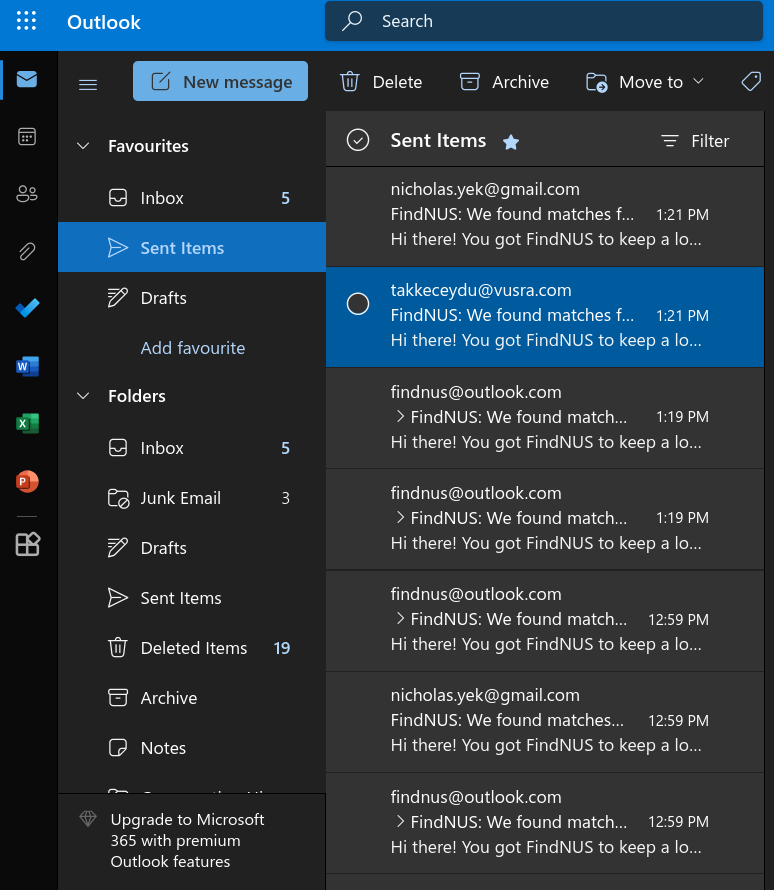 Outlook
Search
New message
Delete
Archive
Move to
Favourites
Inbox 5
Sent Items
Drafts
Add favourite
Folders
Inbox 5
Junk Email 3
Drafts
Sent Items
Deleted Items 19
Archive
Notes
Upgrade to Microsoft
365 with premium
Outlook features
Sent Items
Filter
nicholas.yek@gmail.com
FindNUS: We found matches f... 1:21 PM
Hi there! You got FindNUS to keep a lo...
takkeceydu@vusra.com
FindNUS: We found matches f... 1:21 PM
Hi there! You got FindNUS to keep a lo...
findnus@outlook.com
FindNUS: We found match... 1:19 PM
Hi there! You got FindNUS to keep a lo...
findnus@outlook.com
FindNUS: We found match... 1:19 PM
Hi there! You got FindNUS to keep a lo...
findnus@outlook.com
FindNUS: We found match... 12:59 PM
Hi there! You got FindNUS to keep a lo...
nicholas.yek@gmail.com
FindNUS: We found matches... 12:59 PM
Hi there! You got FindNUS to keep a lo...
findnus@outlook.com
FindNUS: We found match... 12:59 PM
Hi there! You got FindNUS to keep a lo...